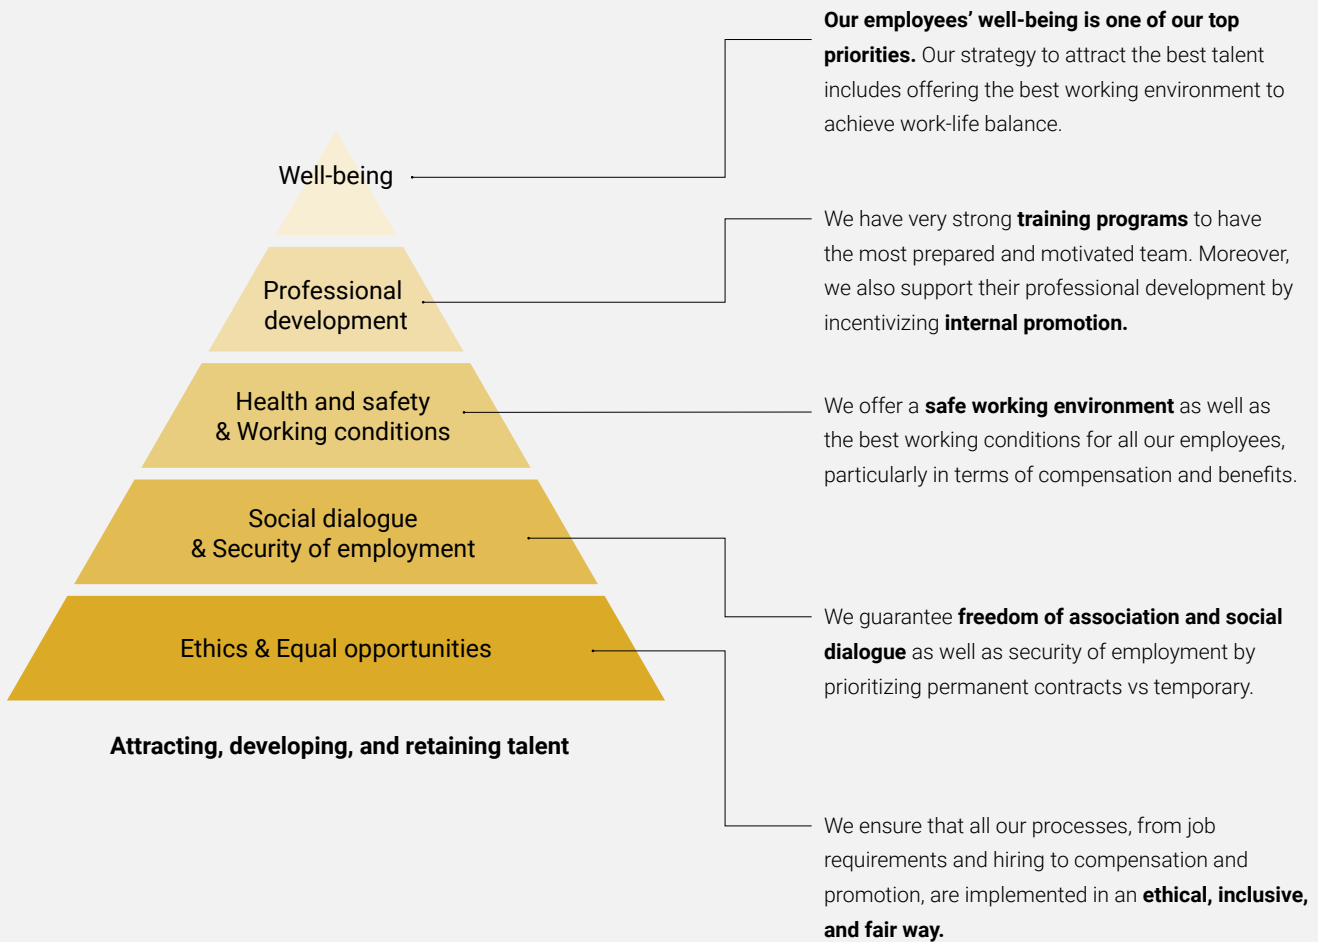 Our employees’ well-being is one of our top
priorities. Our strategy to attract the best talent
includes offering the best working environment to
achieve work-life balance.
Well-being
We have very strong training programs to have
the most prepared and motivated team. Moreover,
we also support their professional development by
incentivizing internal promotion.
Professional
development
Health and safety
& Working conditions
We offer a safe working environment as well as
the best working conditions for all our employees,
particularly in terms of compensation and benefits.
Social dialogue
& Security of employment
We guarantee freedom of association and social
dialogue as well as security of employment by
prioritizing permanent contracts vs temporary.
Ethics & Equal opportunities
Attracting, developing, and retaining talent
We ensure that all our processes, from job
requirements and hiring to compensation and
promotion, are implemented in an ethical, inclusive,
and fair way.